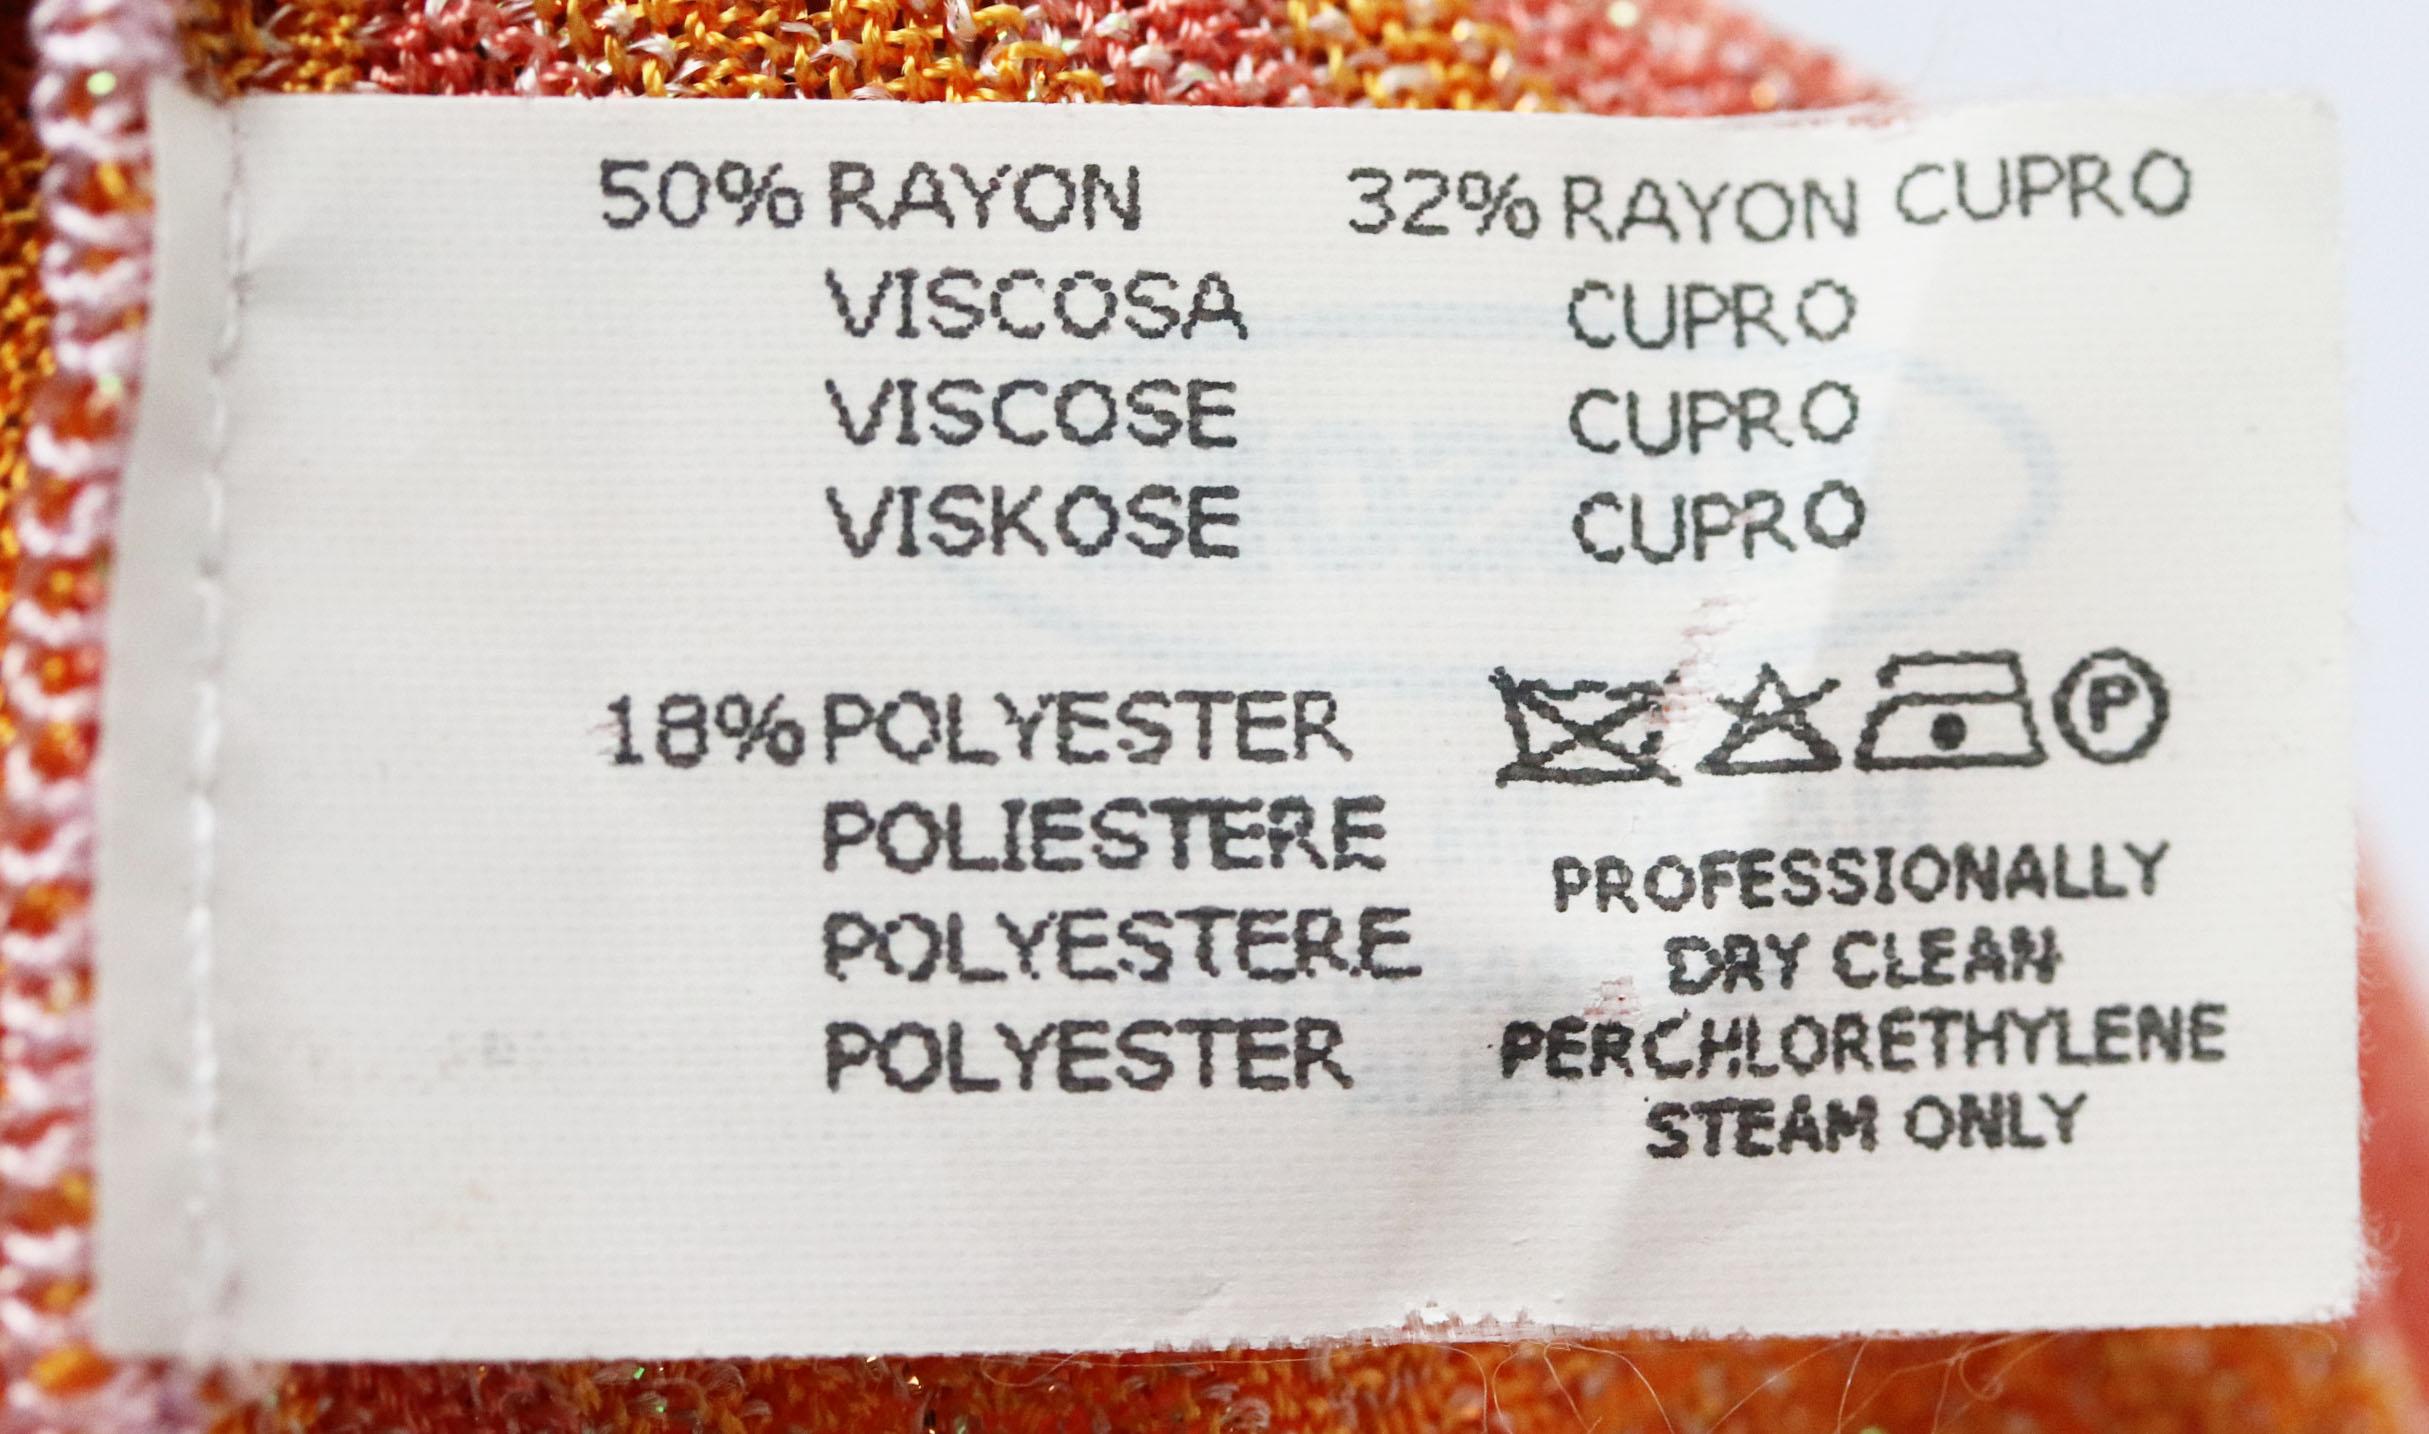 50% RAYON
VISCOSA
VISCOSE
VISKOSE
32% RAYON CUPRO
CUPRO
CUPRO
CUPRO
18% POLYESTER
POLIESTERE
POLYESTERE
POLYESTER
P
PROFESSIONALLY
DRY CLEAN
PERCHLORETHYLENE
STEAM ONLY